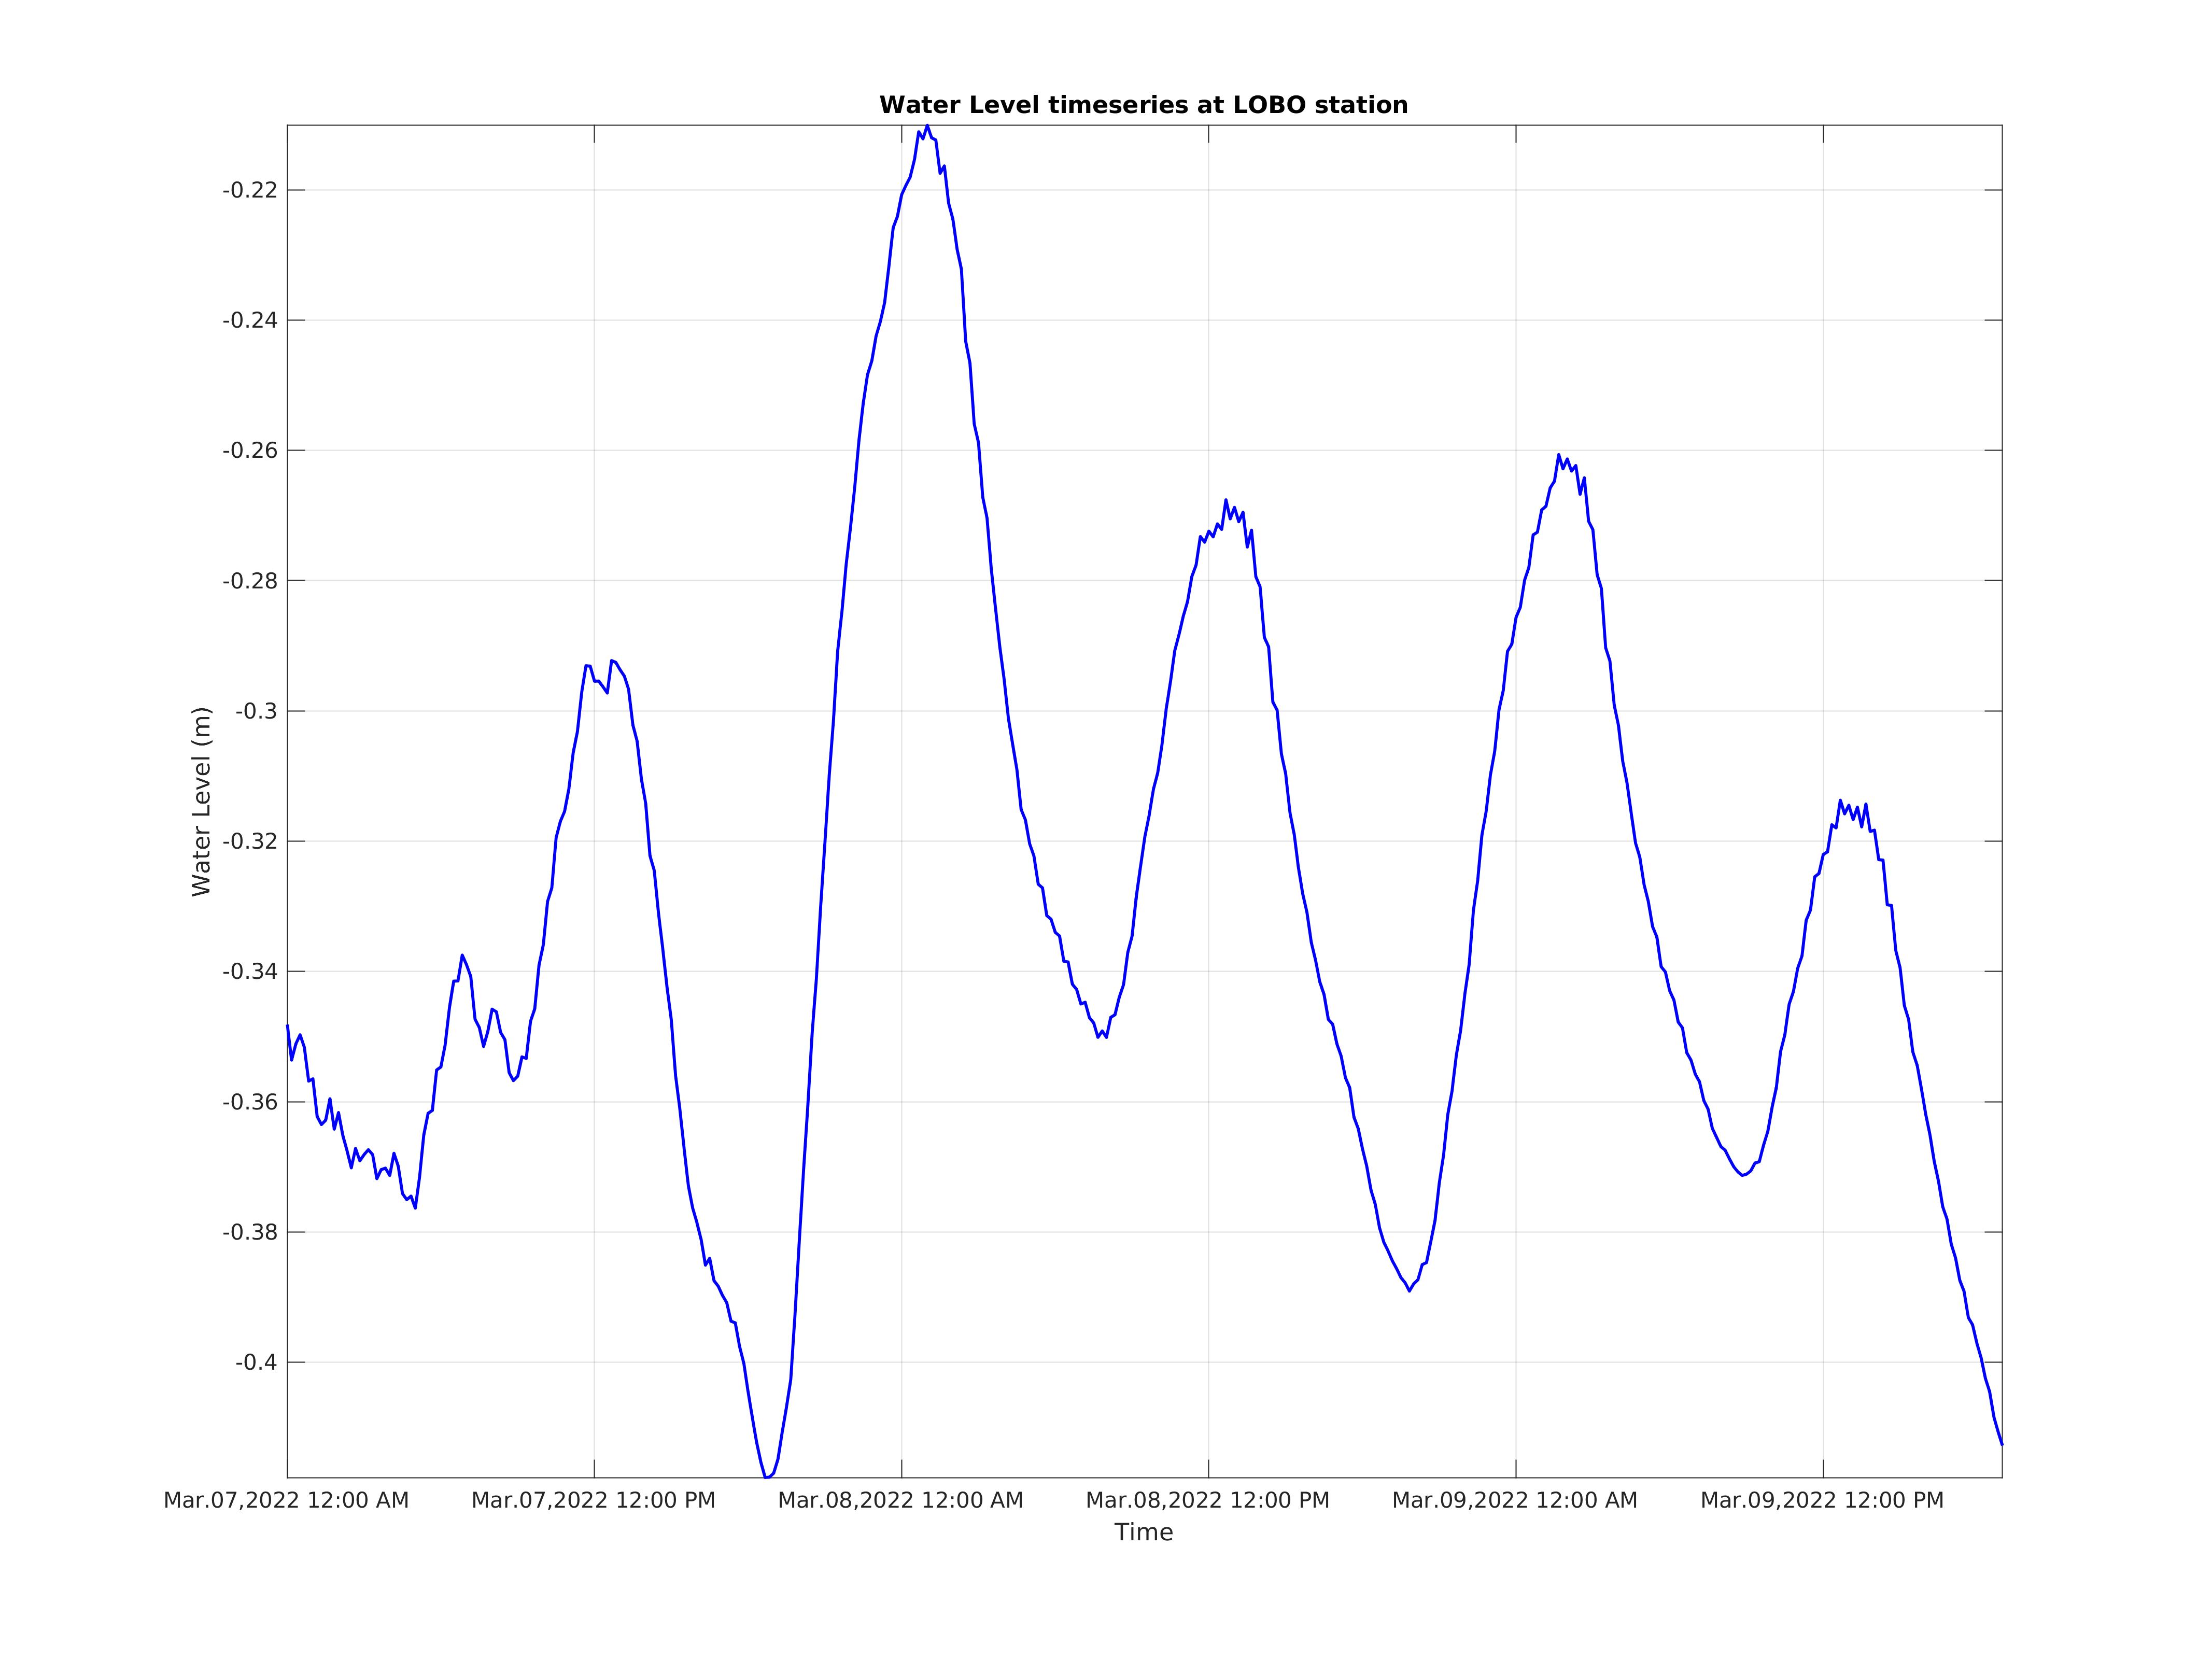 Water Level timeseries at LOBO station
-0.22
-0.24
-0.26
-0.28
-0.3
-0.32
-0.34
-0.36
-0.38
-0.4
Water Level (m)
Mar.07,2022 12:00 AM
Mar.07,2022 12:00 PM
Mar.08,2022 12:00 AM
Mar.08,2022 12:00 PM
Mar.09,2022 12:00 AM
Mar.09,2022 12:00 PM
Time